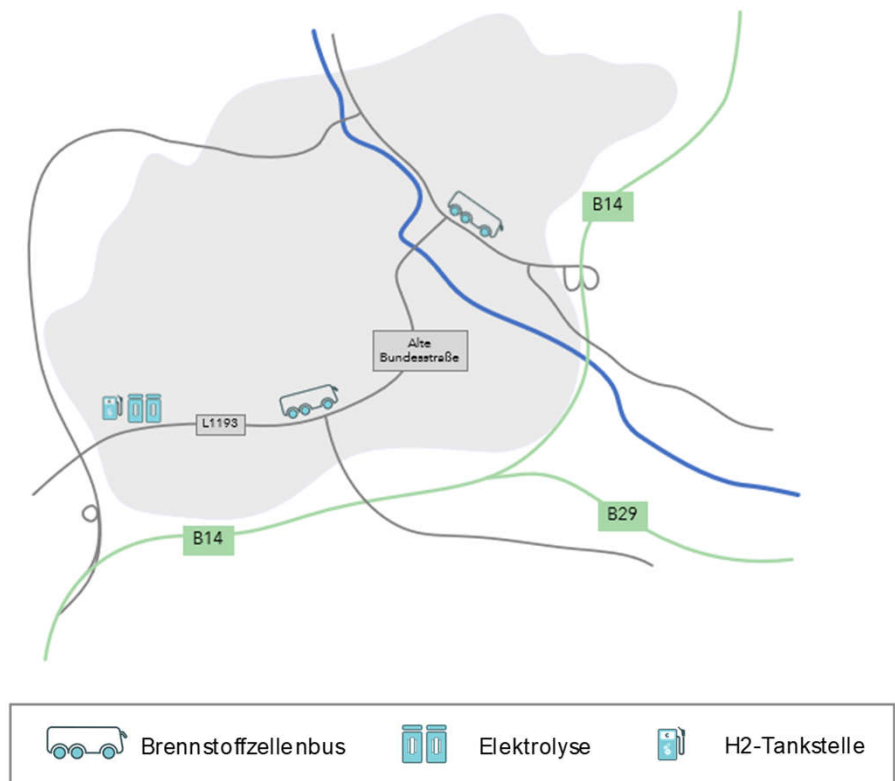 B14
Alte
Bundesstraße
L1193
B29
B14
Brennstoffzellenbus
Elektrolyse
H2-Tankstelle